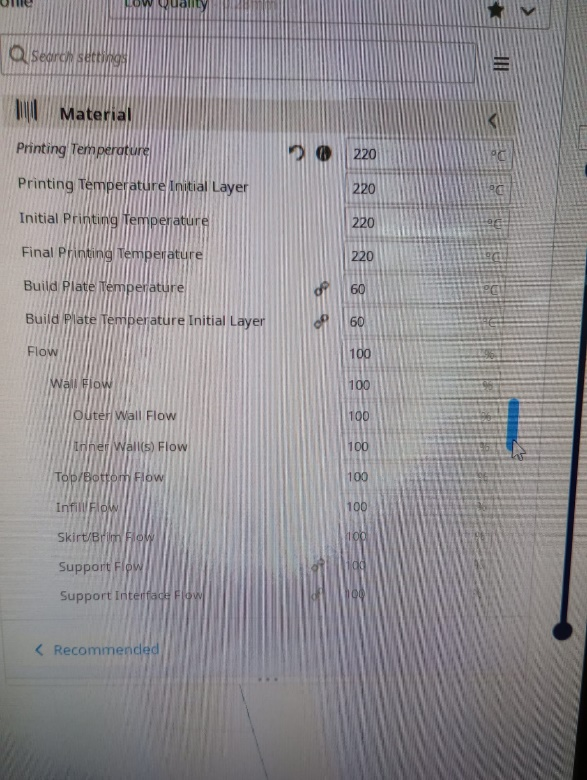 Low Quality
Search settings
Material
Printing Temperature 220 °C
Printing Temperature Initial Layer 220 °C
Initial Printing Temperature 220 °C
Final Printing Temperature 220 °C
Build Plate Temperature 60 °C
Build Plate Temperature Initial Layer 60 °C
Flow 100 %
Wall Flow 100 %
Outer Wall Flow 100 %
Inner Wall(s) Flow 100 %
Top/Bottom Flow 100 %
Infill Flow 100 %
Skirt/Brim Flow 100 %
Support Flow 100 %
Support Interface Flow 100
Recommended